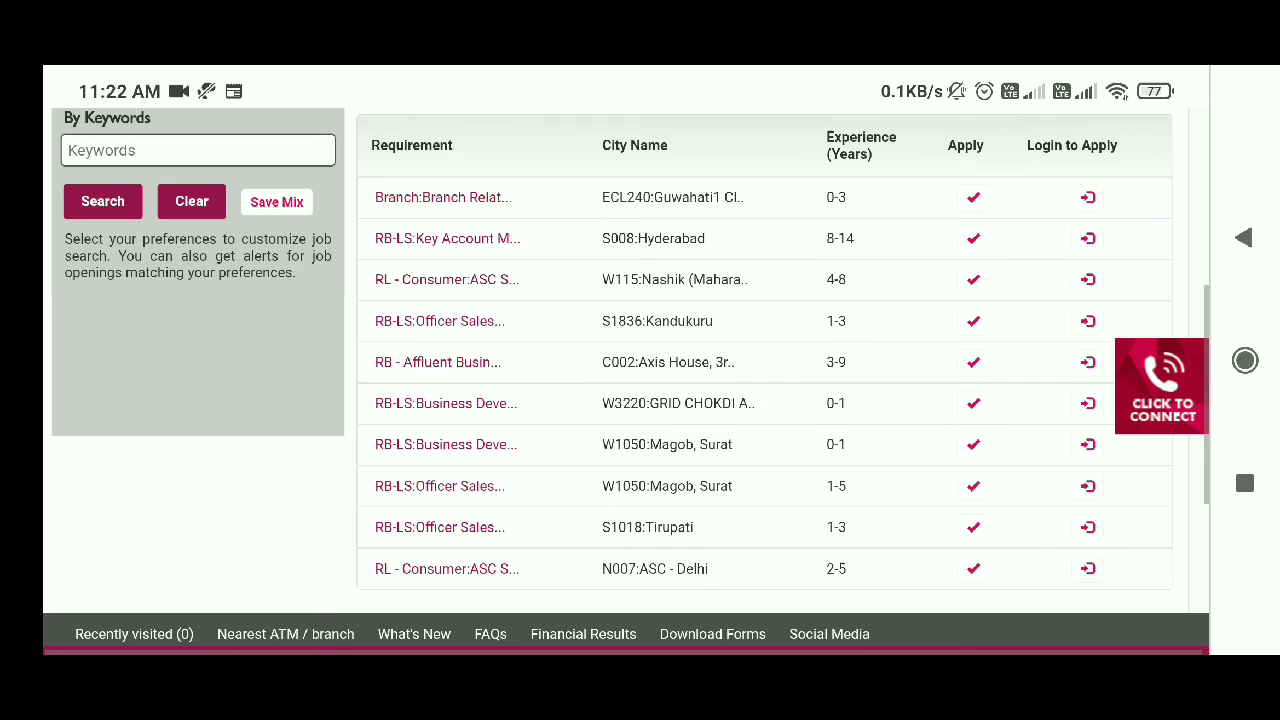 11:22 AM
0.1KB/s Vo LTE Vo LTE 77
By Keywords
Keywords
Search Clear Save Mix
Select your preferences to customize job
search. You can also get alerts for job
openings matching your preferences.
Requirement City Name Experience (Years) Apply Login to Apply
Branch:Branch Relat... ECL240:Guwahati1 Cl.. 0-3
RB-LS:Key Account M... S008:Hyderabad 8-14
RL - Consumer:ASC S... W115:Nashik (Mahara.. 4-8
RB-LS:Officer Sales... S1836:Kandukuru 1-3
RB - Affluent Busin... C002:Axis House, 3r.. 3-9
RB-LS:Business Deve... W3220:GRID CHOKDI A.. 0-1
RB-LS:Business Deve... W1050:Magob, Surat 0-1
RB-LS:Officer Sales... W1050:Magob, Surat 1-5
RB-LS:Officer Sales... S1018:Tirupati 1-3
RL - Consumer:ASC S... N007:ASC - Delhi 2-5
CLICK TO
CONNECT
Recently visited (0) Nearest ATM / branch What's New FAQs Financial Results Download Forms Social Media